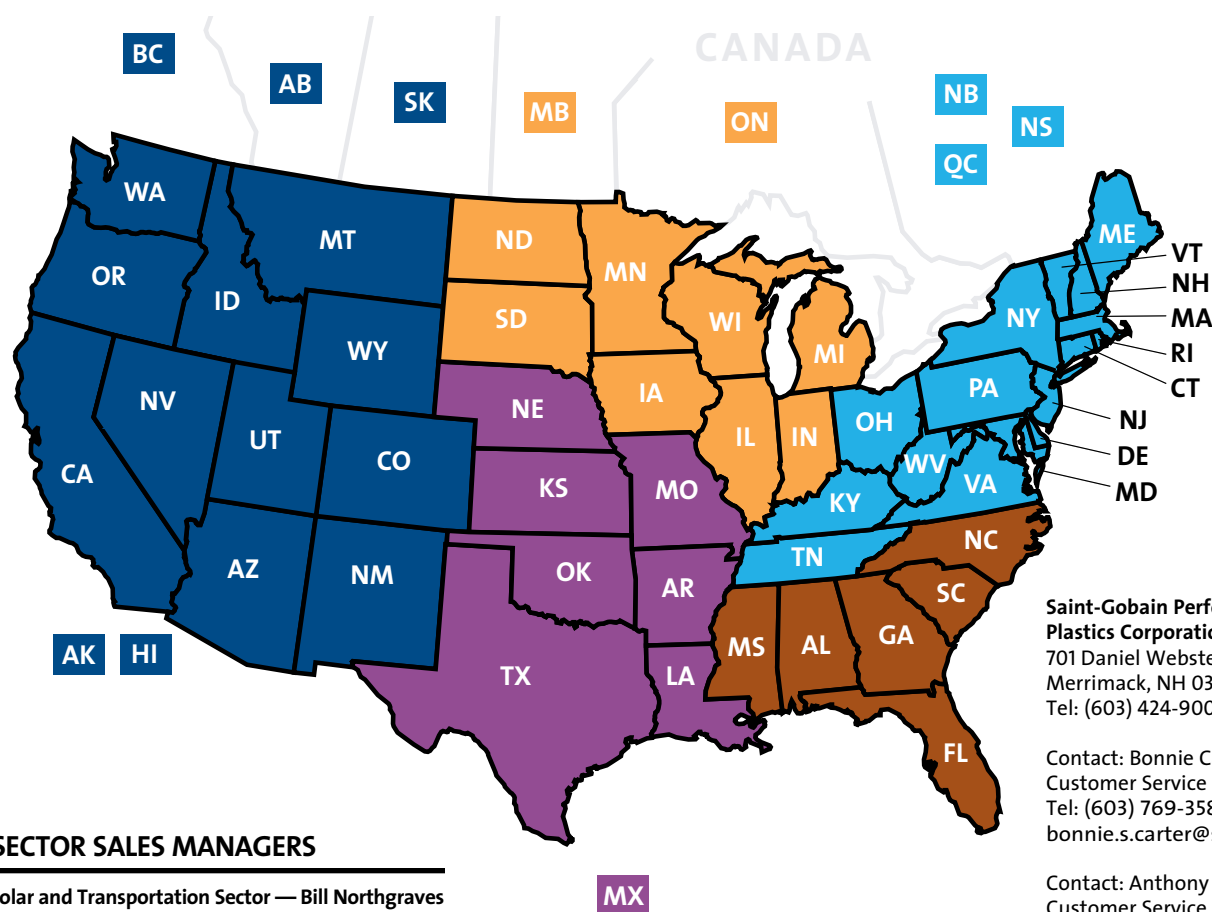 CANADA
BC
AB
SK
MB
ON
NB
NS
QC
WA
OR
ID
MT
WY
NV
UT
CO
CA
AZ
NM
AK
HI
ND
SD
MN
WI
MI
IA
IL
IN
NE
KS
MO
OK
AR
TX
LA
MX
ME
VT
NH
MA
RI
CT
NY
PA
NJ
DE
MD
OH
WV
VA
KY
TN
NC
SC
MS
AL
GA
FL
Saint-Gobain Perf
Plastics Corporatio
701 Daniel Webste
Merrimack, NH 03
Tel: (603) 424-900
Contact: Bonnie C
Customer Service
Tel: (603) 769-358
bonnie.s.carter@
Contact: Anthony
Customer Service
SECTOR SALES MANAGERS
olar and Transportation Sector — Bill Northgraves